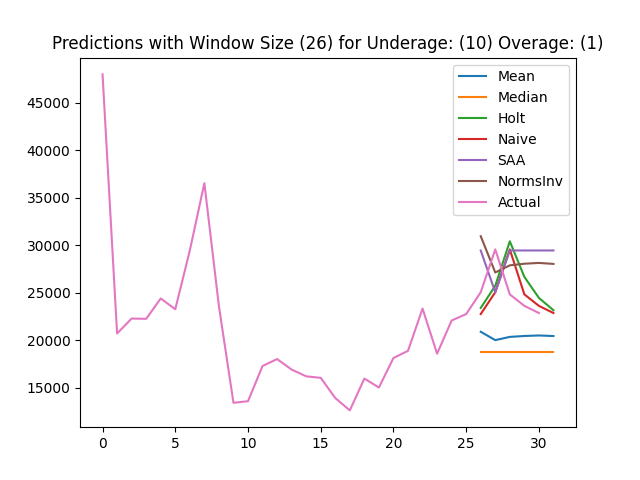 Predictions with Window Size (26) for Underage: (10) Overage: (1)
Mean
Median
Holt
Naive
SAA
NormsInv
Actual
45000
40000
35000
30000
25000
20000
15000
0 5 10 15 20 25 30